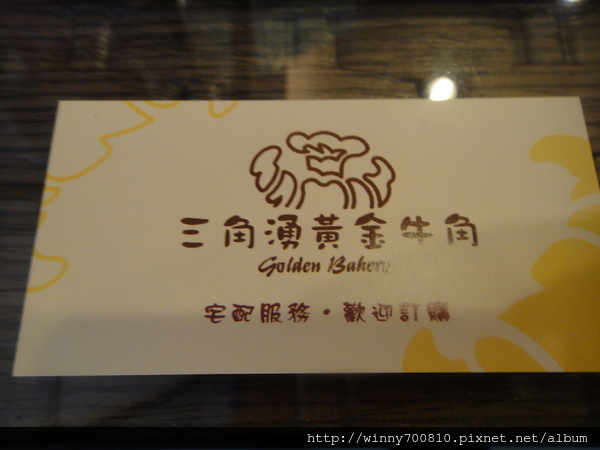 三角湧黃金牛角
Golden Bakery
宅配服務・歡迎訂購
http://winny700810.pixnet.net/album